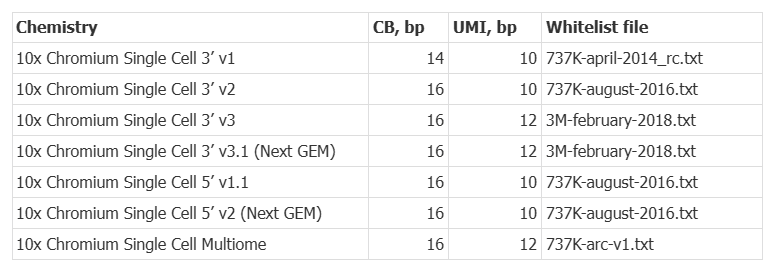 Chemistry CB, bp UMI, bp Whitelist file
10x Chromium Single Cell 3’ v1 14 10 737K-april-2014_rc.txt
10x Chromium Single Cell 3’ v2 16 10 737K-august-2016.txt
10x Chromium Single Cell 3’ v3 16 12 3M-february-2018.txt
10x Chromium Single Cell 3’ v3.1 (Next GEM) 16 12 3M-february-2018.txt
10x Chromium Single Cell 5’ v1.1 16 10 737K-august-2016.txt
10x Chromium Single Cell 5’ v2 (Next GEM) 16 10 737K-august-2016.txt
10x Chromium Single Cell Multiome 16 12 737K-arc-v1.txt